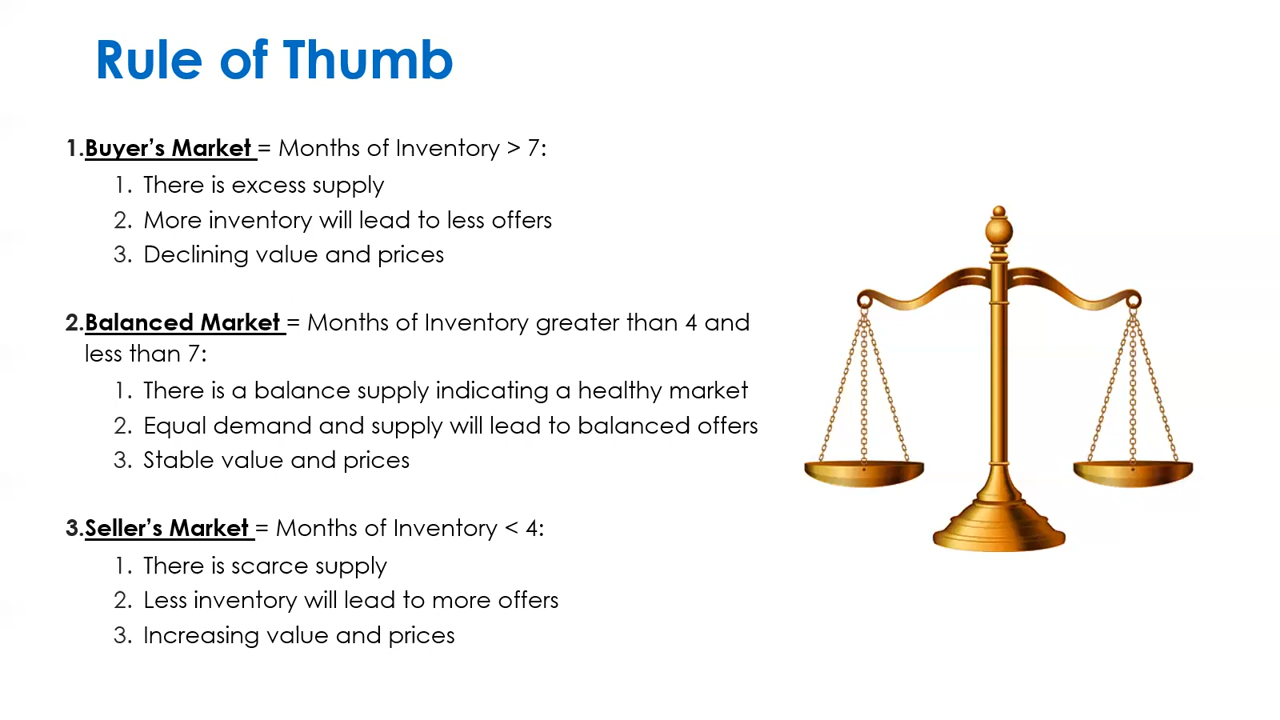 Rule of Thumb
1.Buyer’s Market = Months of Inventory > 7:
1. There is excess supply
2. More inventory will lead to less offers
3. Declining value and prices
2.Balanced Market = Months of Inventory greater than 4 and
less than 7:
1. There is a balance supply indicating a healthy market
2. Equal demand and supply will lead to balanced offers
3. Stable value and prices
3.Seller’s Market = Months of Inventory < 4:
1. There is scarce supply
2. Less inventory will lead to more offers
3. Increasing value and prices